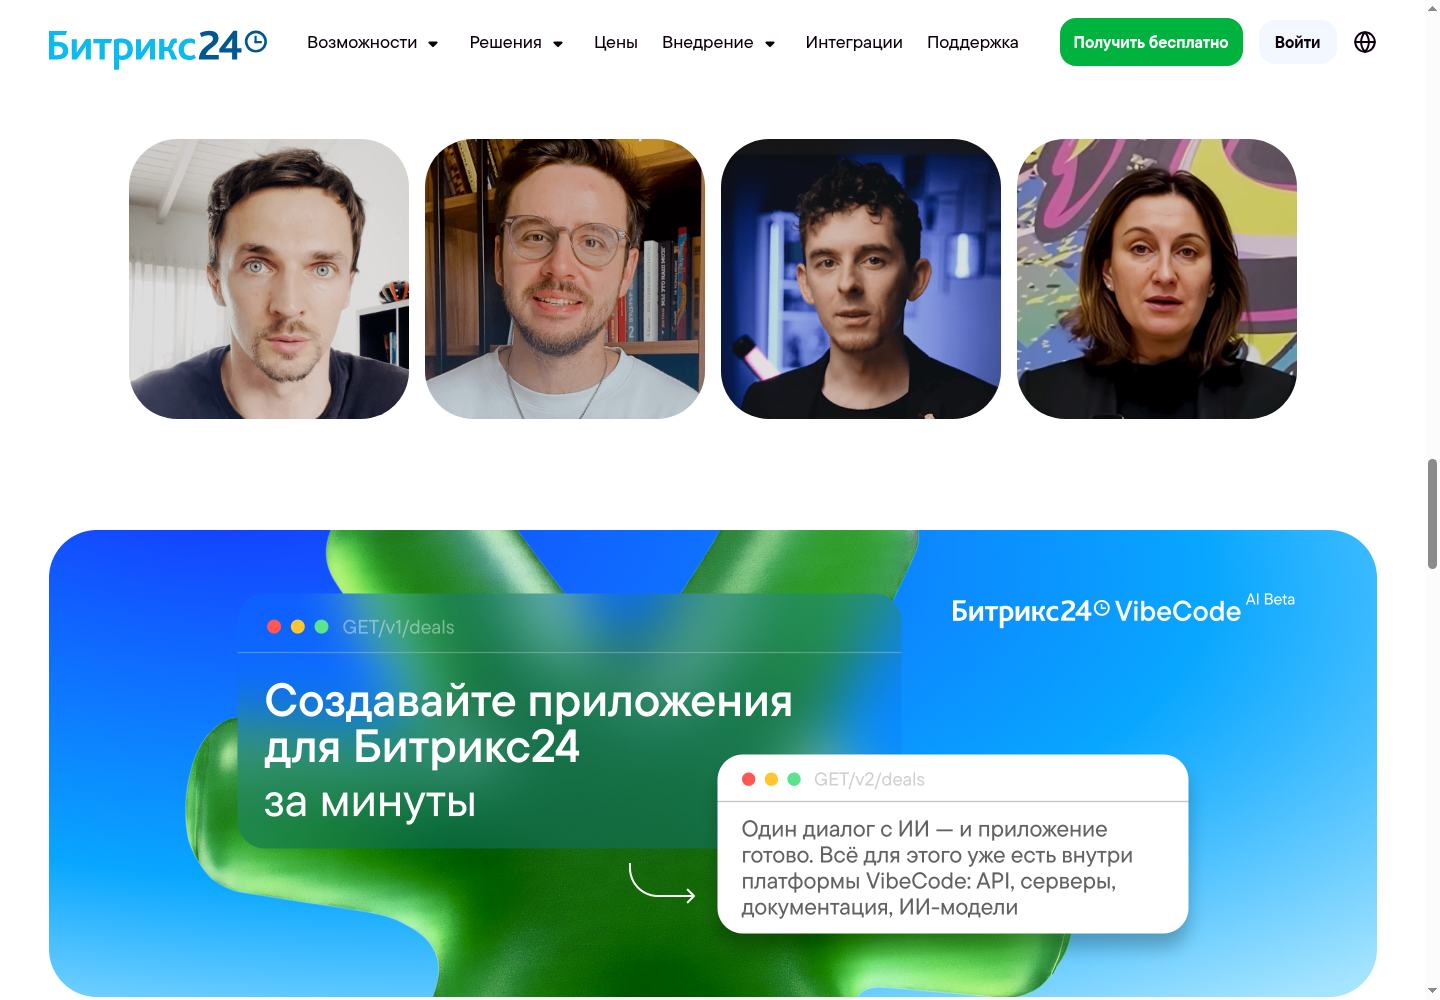 Битрикс24
Возможности
Решения
Цены
Внедрение
Интеграции
Поддержка
Получить бесплатно
Войти
GET/v1/deals
Создавайте приложения
для Битрикс24
за минуты
Битрикс24 VibeCode AI Beta
GET/v2/deals
Один диалог с ИИ — и приложение
готово. Всё для этого уже есть внутри
платформы VibeCode: API, серверы,
документация, ИИ-модели